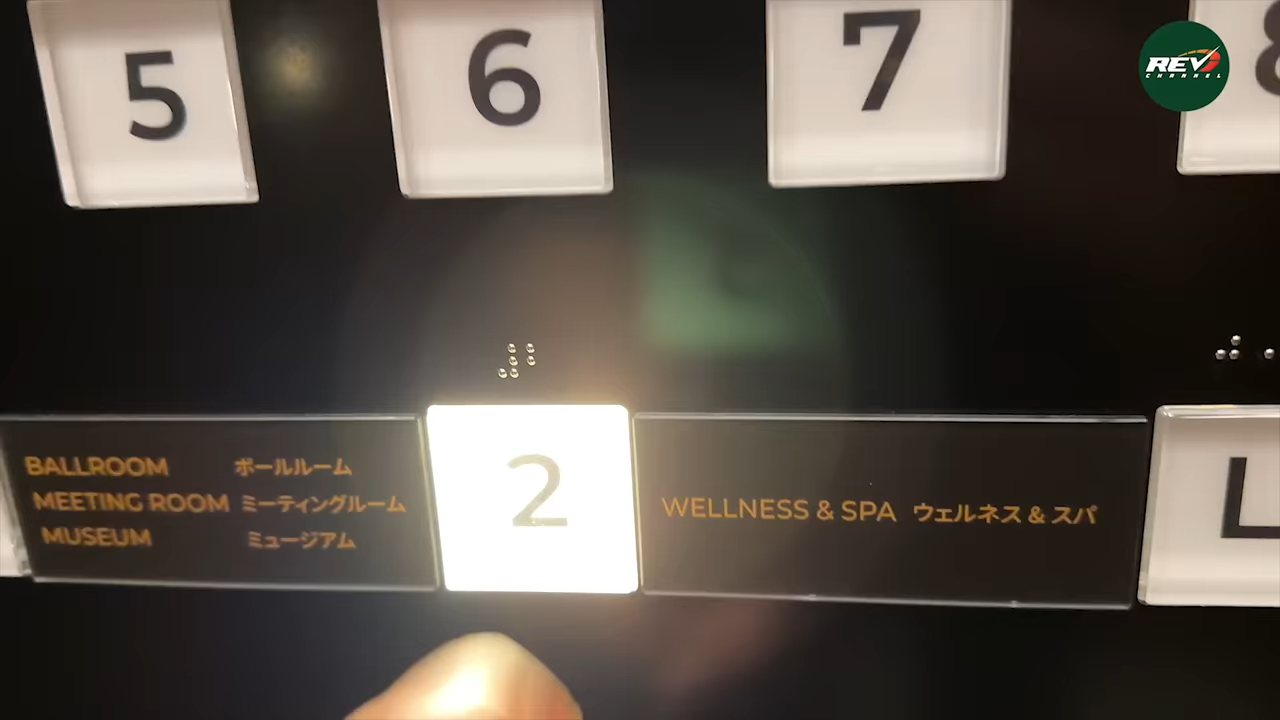 5
6
7
8
REV
CHANNEL
BALLROOM ボールルーム
MEETING ROOM ミーティングルーム
MUSEUM ミュージアム
2
WELLNESS & SPA ウェルネス & スパ
L